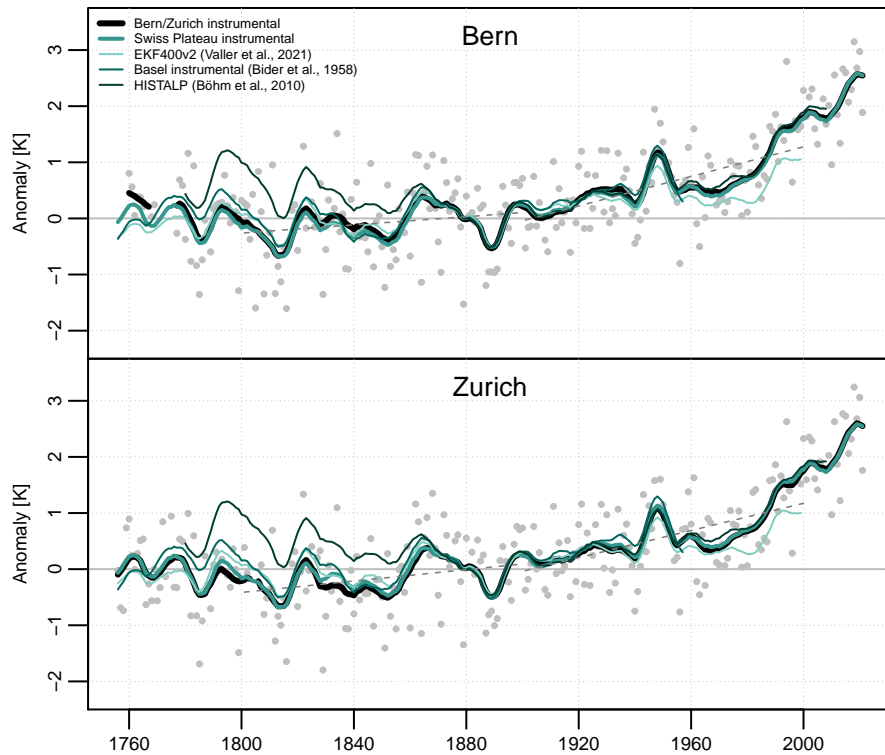 Bern
Bern/Zurich instrumental
Swiss Plateau instrumental
EKF400v2 (Valler et al., 2021)
Basel instrumental (Bider et al., 1958)
HISTALP (Böhm et al., 2010)
Anomaly [K]
3
2
1
0
−1
−2
Zurich
Anomaly [K]
3
2
1
0
−1
−2
1760 1800 1840 1880 1920 1960 2000